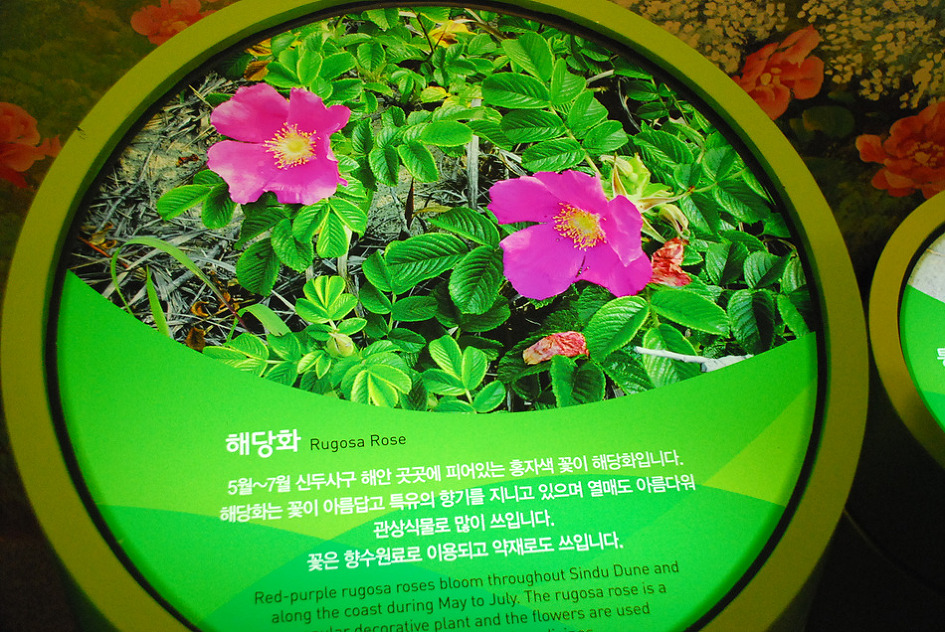 해당화 Rugosa Rose
5월~7월 신두사구 해안 곳곳에 피어있는 홍자색 꽃이 해당화입니다.
해당화는 꽃이 아름답고 특유의 향기를 지니고 있으며 열매도 아름다워
관상식물로 많이 쓰입니다.
꽃은 향수원료로 이용되고 약재로도 쓰입니다.
Red-purple rugosa roses bloom throughout Sindu Dune and
along the coast during May to July. The rugosa rose is a
decorative plant and the flowers are used